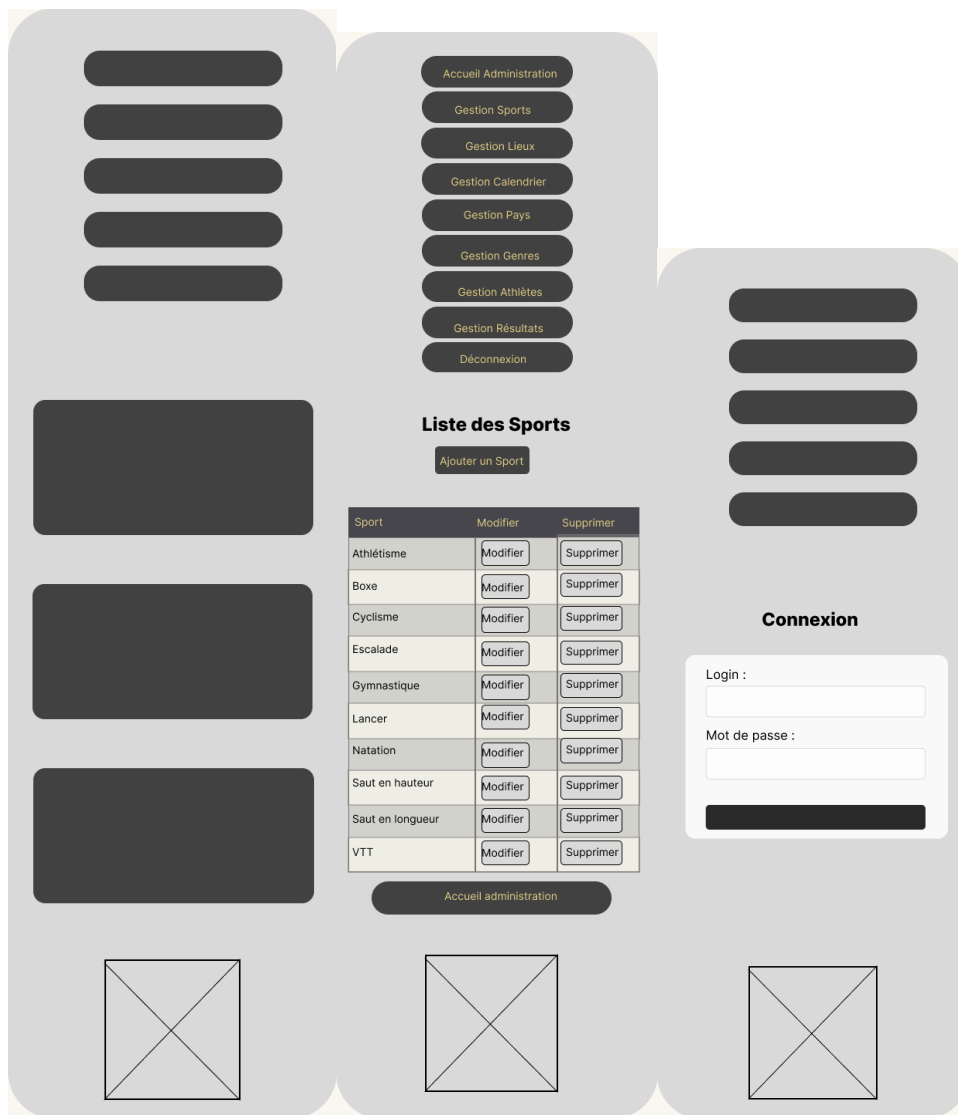 Accueil Administration
Gestion Sports
Gestion Lieux
Gestion Calendrier
Gestion Pays
Gestion Genres
Gestion Athlètes
Gestion Résultats
Déconnexion
Liste des Sports
Ajouter un Sport
Sport Modifier Supprimer
Athlétisme Modifier Supprimer
Boxe Modifier Supprimer
Cyclisme Modifier Supprimer
Escalade Modifier Supprimer
Gymnastique Modifier Supprimer
Lancer Modifier Supprimer
Natation Modifier Supprimer
Saut en hauteur Modifier Supprimer
Saut en longueur Modifier Supprimer
VTT Modifier Supprimer
Accueil administration
Connexion
Login :
Mot de passe :